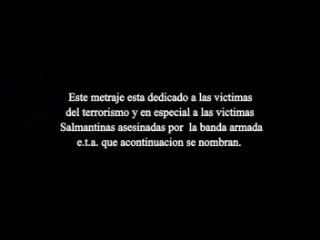 Este metraje esta dedicado a las victimas
del terrorismo y en especial a las victimas
Salmantinas asesinadas por la banda armada
e.t.a. que acontinuacion se nombran.